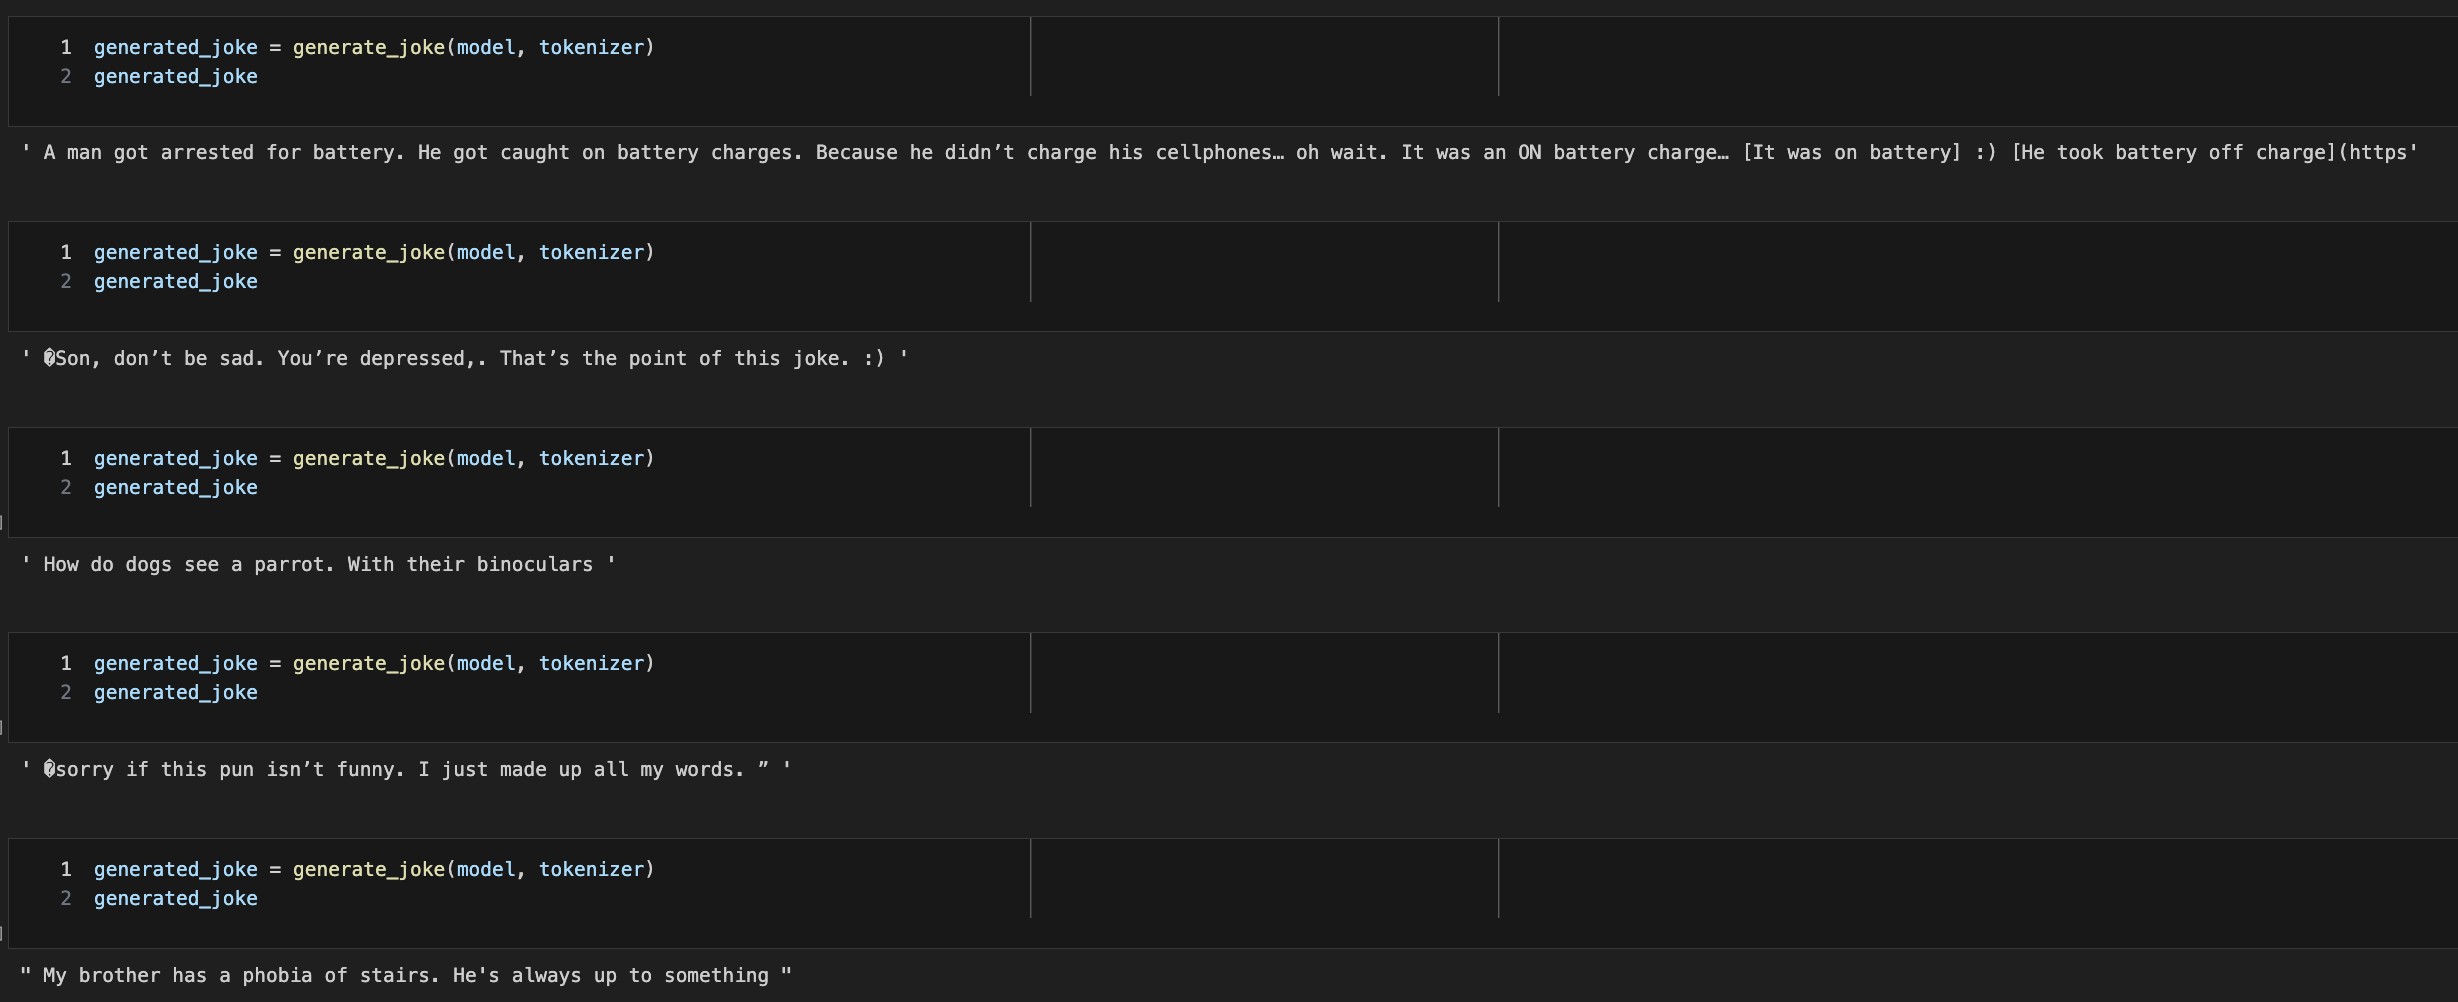 1 generated_joke = generate_joke(model, tokenizer)
2 generated_joke
' A man got arrested for battery. He got caught on battery charges. Because he didn’t charge his cellphones… oh wait. It was an ON battery charge… [It was on battery] :) [He took battery off charge](https'
1 generated_joke = generate_joke(model, tokenizer)
2 generated_joke
' �Son, don’t be sad. You’re depressed,. That’s the point of this joke. :) '
1 generated_joke = generate_joke(model, tokenizer)
2 generated_joke
' How do dogs see a parrot. With their binoculars '
1 generated_joke = generate_joke(model, tokenizer)
2 generated_joke
' �sorry if this pun isn’t funny. I just made up all my words. ” '
1 generated_joke = generate_joke(model, tokenizer)
2 generated_joke
" My brother has a phobia of stairs. He's always up to something "